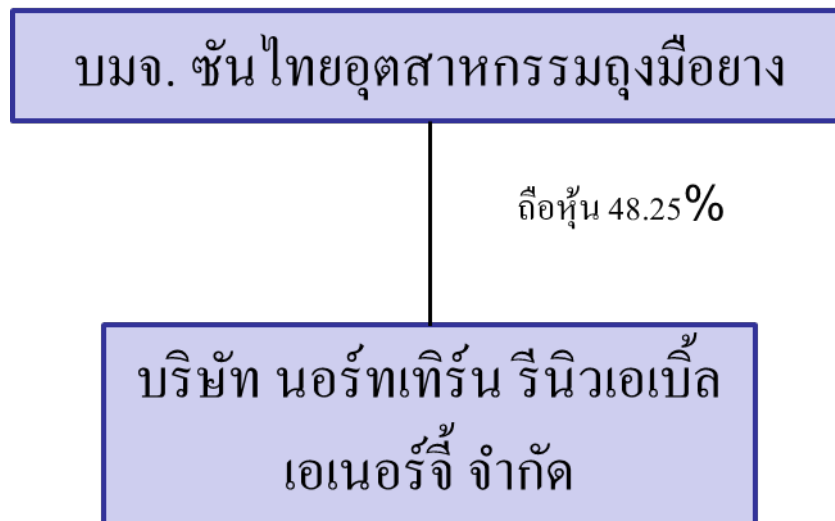 บมจ. ซันไทยอุตสาหกรรมถุงมือยาง
ถือหุ้น 48.25%
บริษัท นอร์ทเทิร์น รีนิวเอเบิ้ล
เอเนอร์จี้ จำกัด